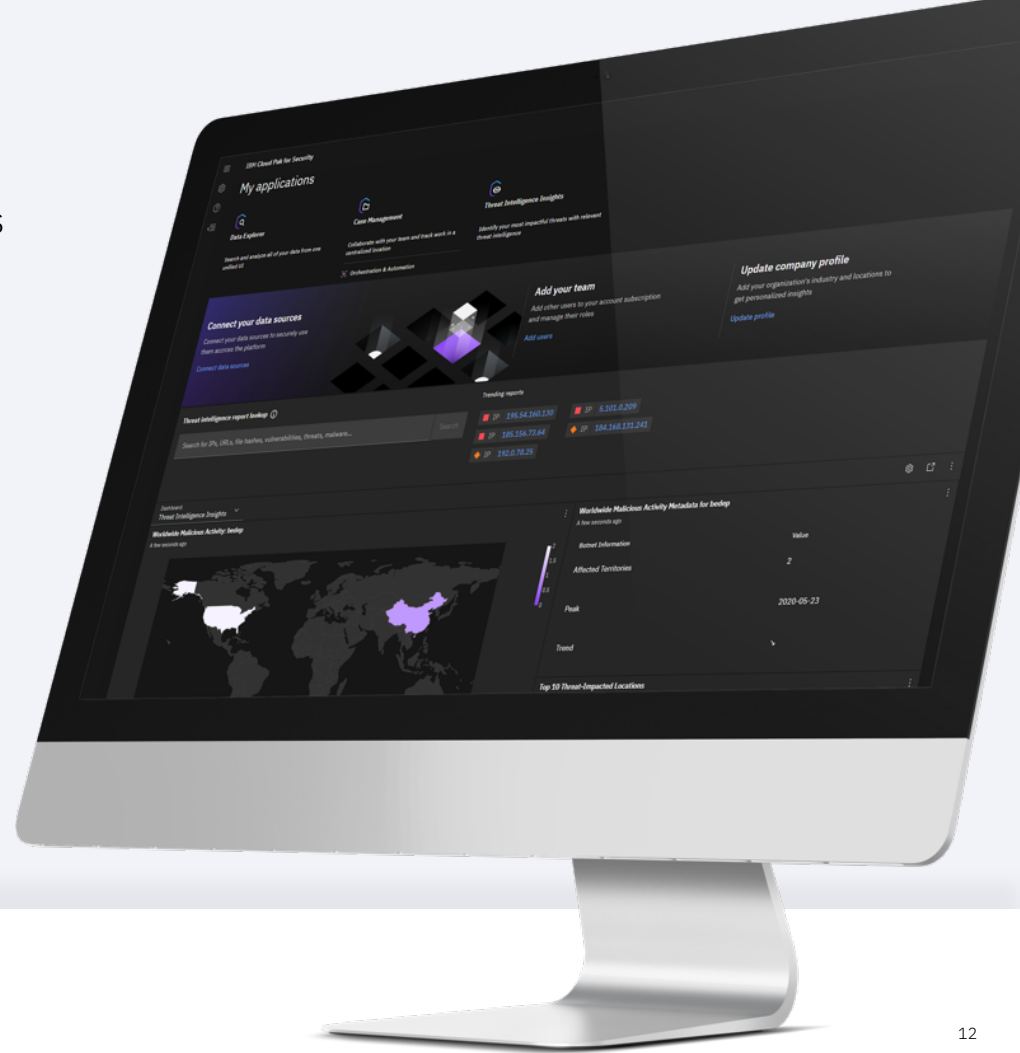 s
IBM Cloud Pak for Security
My applications
Data Explorer
Search and analyze all of your data from one
unified UI
Case Management
Collaborate with your team and track work in a
centralized location
Orchestration & Automation
Threat Intelligence Insights
Identify your most impactful threats with relevant
threat intelligence
Connect your data sources
Connect your data sources to securely use
them accross the platform
Connect data sources
Add your team
Add other users to your account subscription
and manage their roles
Add users
Update company profile
Add your organization's industry and locations to
get personalized insights
Update profile
Threat intelligence report lookup
Search for IPs, URLs, file hashes, vulnerabilities, threats, malware...
Search
Trending reports
IP 195.54.160.130
IP 5.101.0.209
IP 185.156.73.64
IP 184.168.131.241
IP 192.0.78.25
Dashboard
Threat Intelligence Insights
Worldwide Malicious Activity: bedep
A few seconds ago
2
1.5
1
0.5
0
Worldwide Malicious Activity Metadata for bedep
A few seconds ago
Botnet Information
Value
Affected Territories
2
Peak
2020-05-23
Trend
Top 10 Threat-Impacted Locations
12